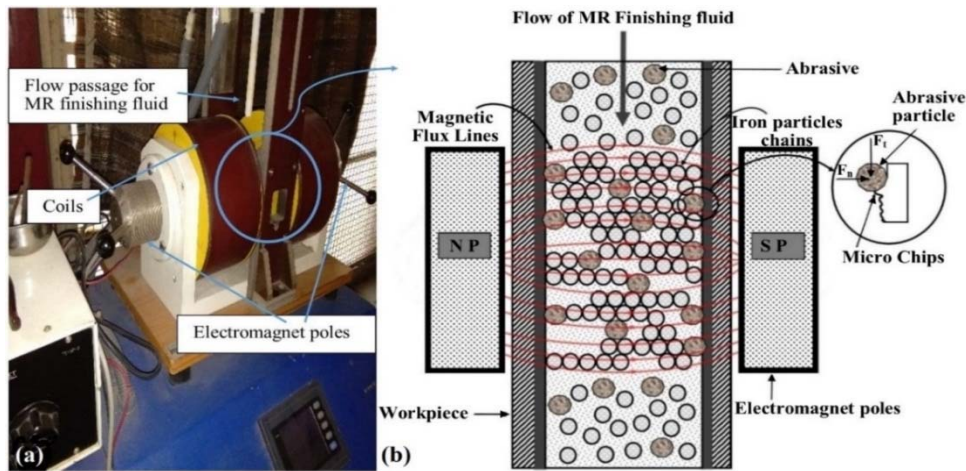 Flow passage for
MR finishing fluid
Coils
Electromagnet poles
(a)
Flow of MR Finishing fluid
Abrasive
Magnetic
Flux Lines
Iron particles
chains
Abrasive
particle
Ft
Fn
Micro Chips
N P
S P
Workpiece
Electromagnet poles
(b)